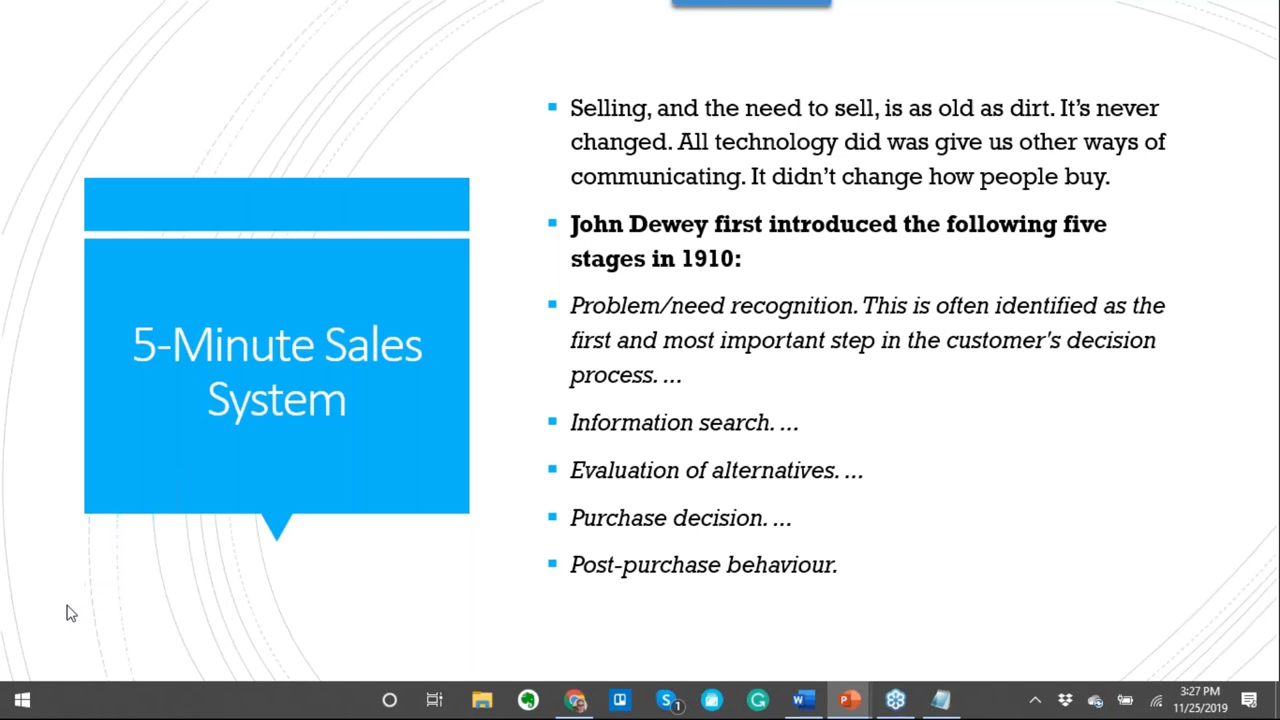 Selling, and the need to sell, is as old as dirt. It’s never
changed. All technology did was give us other ways of
communicating. It didn’t change how people buy.
John Dewey first introduced the following five
stages in 1910:
Problem/need recognition. This is often identified as the
first and most important step in the customer's decision
process. ...
Information search. ...
Evaluation of alternatives. ...
Purchase decision. ...
Post-purchase behaviour.
5-Minute Sales
System
1
3:27 PM
11/25/2019